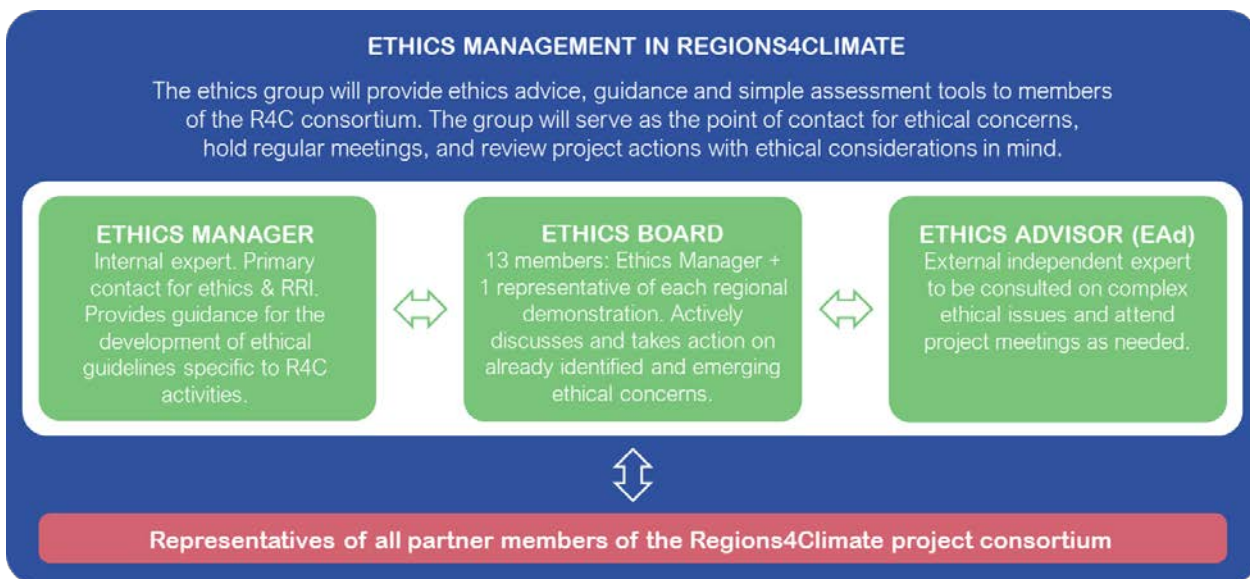 ETHICS MANAGEMENT IN REGIONS4CLIMATE
The ethics group will provide ethics advice, guidance and simple assessment tools to members
of the R4C consortium. The group will serve as the point of contact for ethical concerns,
hold regular meetings, and review project actions with ethical considerations in mind.
ETHICS MANAGER
Internal expert. Primary
contact for ethics & RRI.
Provides guidance for the
development of ethical
guidelines specific to R4C
activities.
ETHICS BOARD
13 members: Ethics Manager +
1 representative of each regional
demonstration. Actively
discusses and takes action on
already identified and emerging
ethical concerns.
ETHICS ADVISOR (EAd)
External independent expert
to be consulted on complex
ethical issues and attend
project meetings as needed.
Representatives of all partner members of the Regions4Climate project consortium